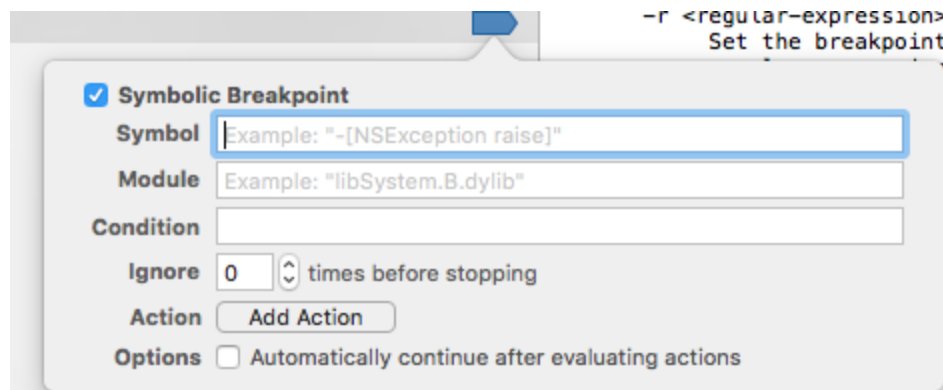 -r <regular-expression>
Set the breakpoint
Symbolic Breakpoint
Symbol Example: "-[NSException raise]"
Module Example: "libSystem.B.dylib"
Condition
Ignore 0 times before stopping
Action Add Action
Options Automatically continue after evaluating actions